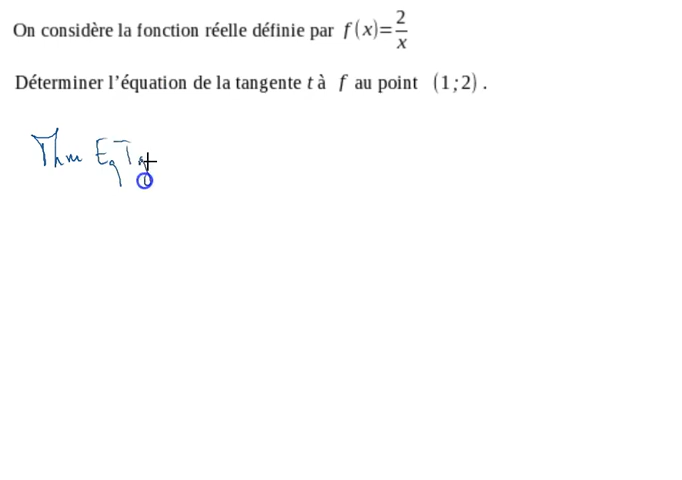 On considère la fonction réelle définie par f(x)=2/x
Déterminer l'équation de la tangente t à f au point (1;2).
Thm Eq T